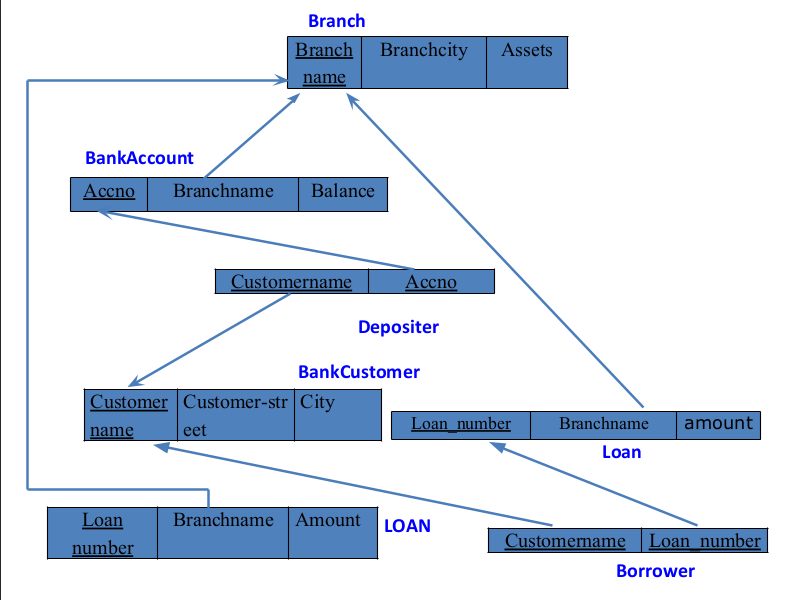 Branch
Branch
name
Branchcity
Assets
BankAccount
Accno
Branchname
Balance
Customername
Accno
Depositer
BankCustomer
Customer
name
Customer-str
eet
City
Loan_number
Branchname
amount
Loan
Loan
number
Branchname
Amount
LOAN
Customername
Loan_number
Borrower